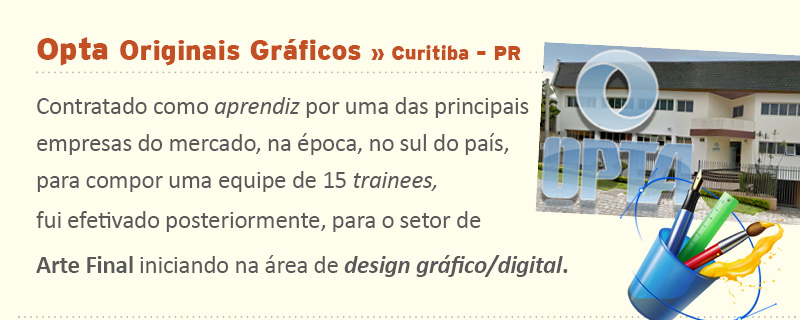 Opta Originais Gráficos » Curitiba - PR
Contratado como aprendiz por uma das principais
empresas do mercado, na época, no sul do país,
para compor uma equipe de 15 trainees,
fui efetivado posteriormente, para o setor de
Arte Final iniciando na área de design gráfico/digital.
OPTA